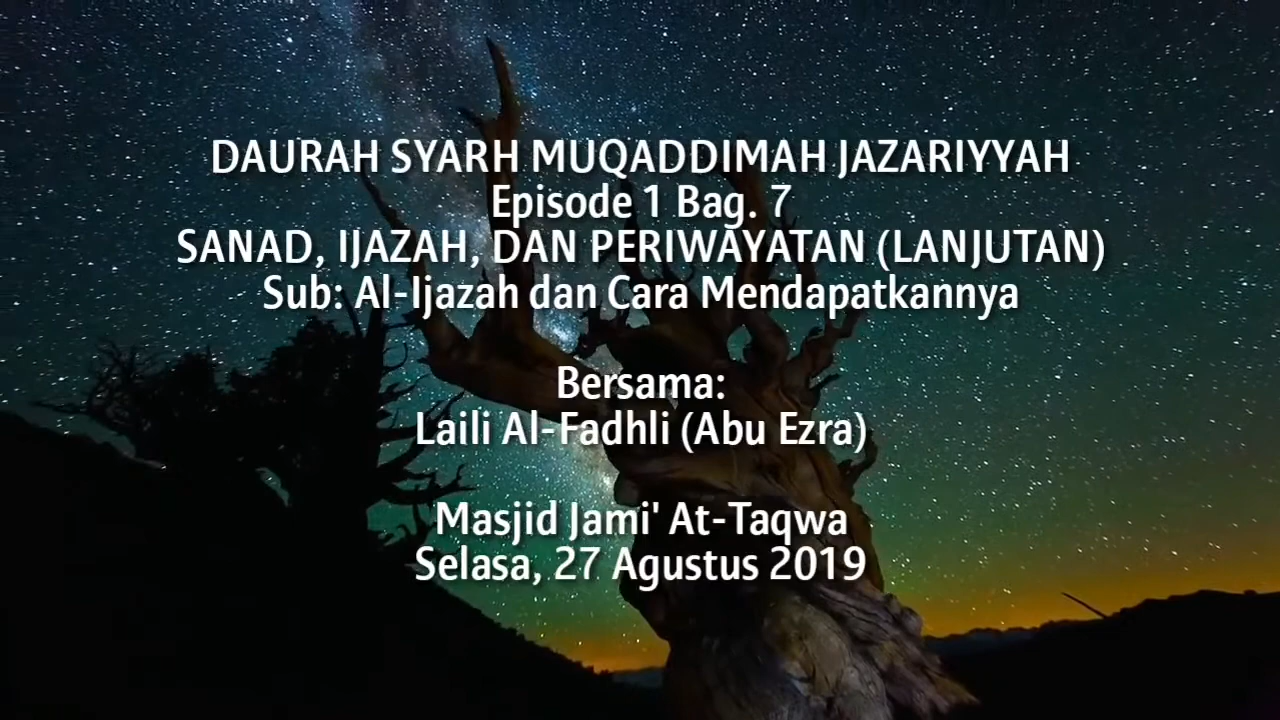 DAURAH SYARH MUQADDIMAH JAZARIYYAH
Episode 1 Bag. 7
SANAD, IJAZAH, DAN PERIWAYATAN (LANJUTAN)
Sub: Al-Ijazah dan Cara Mendapatkannya
Bersama:
Laili Al-Fadhli (Abu Ezra)
Masjid Jami' At-Taqwa
Selasa, 27 Agustus 2019